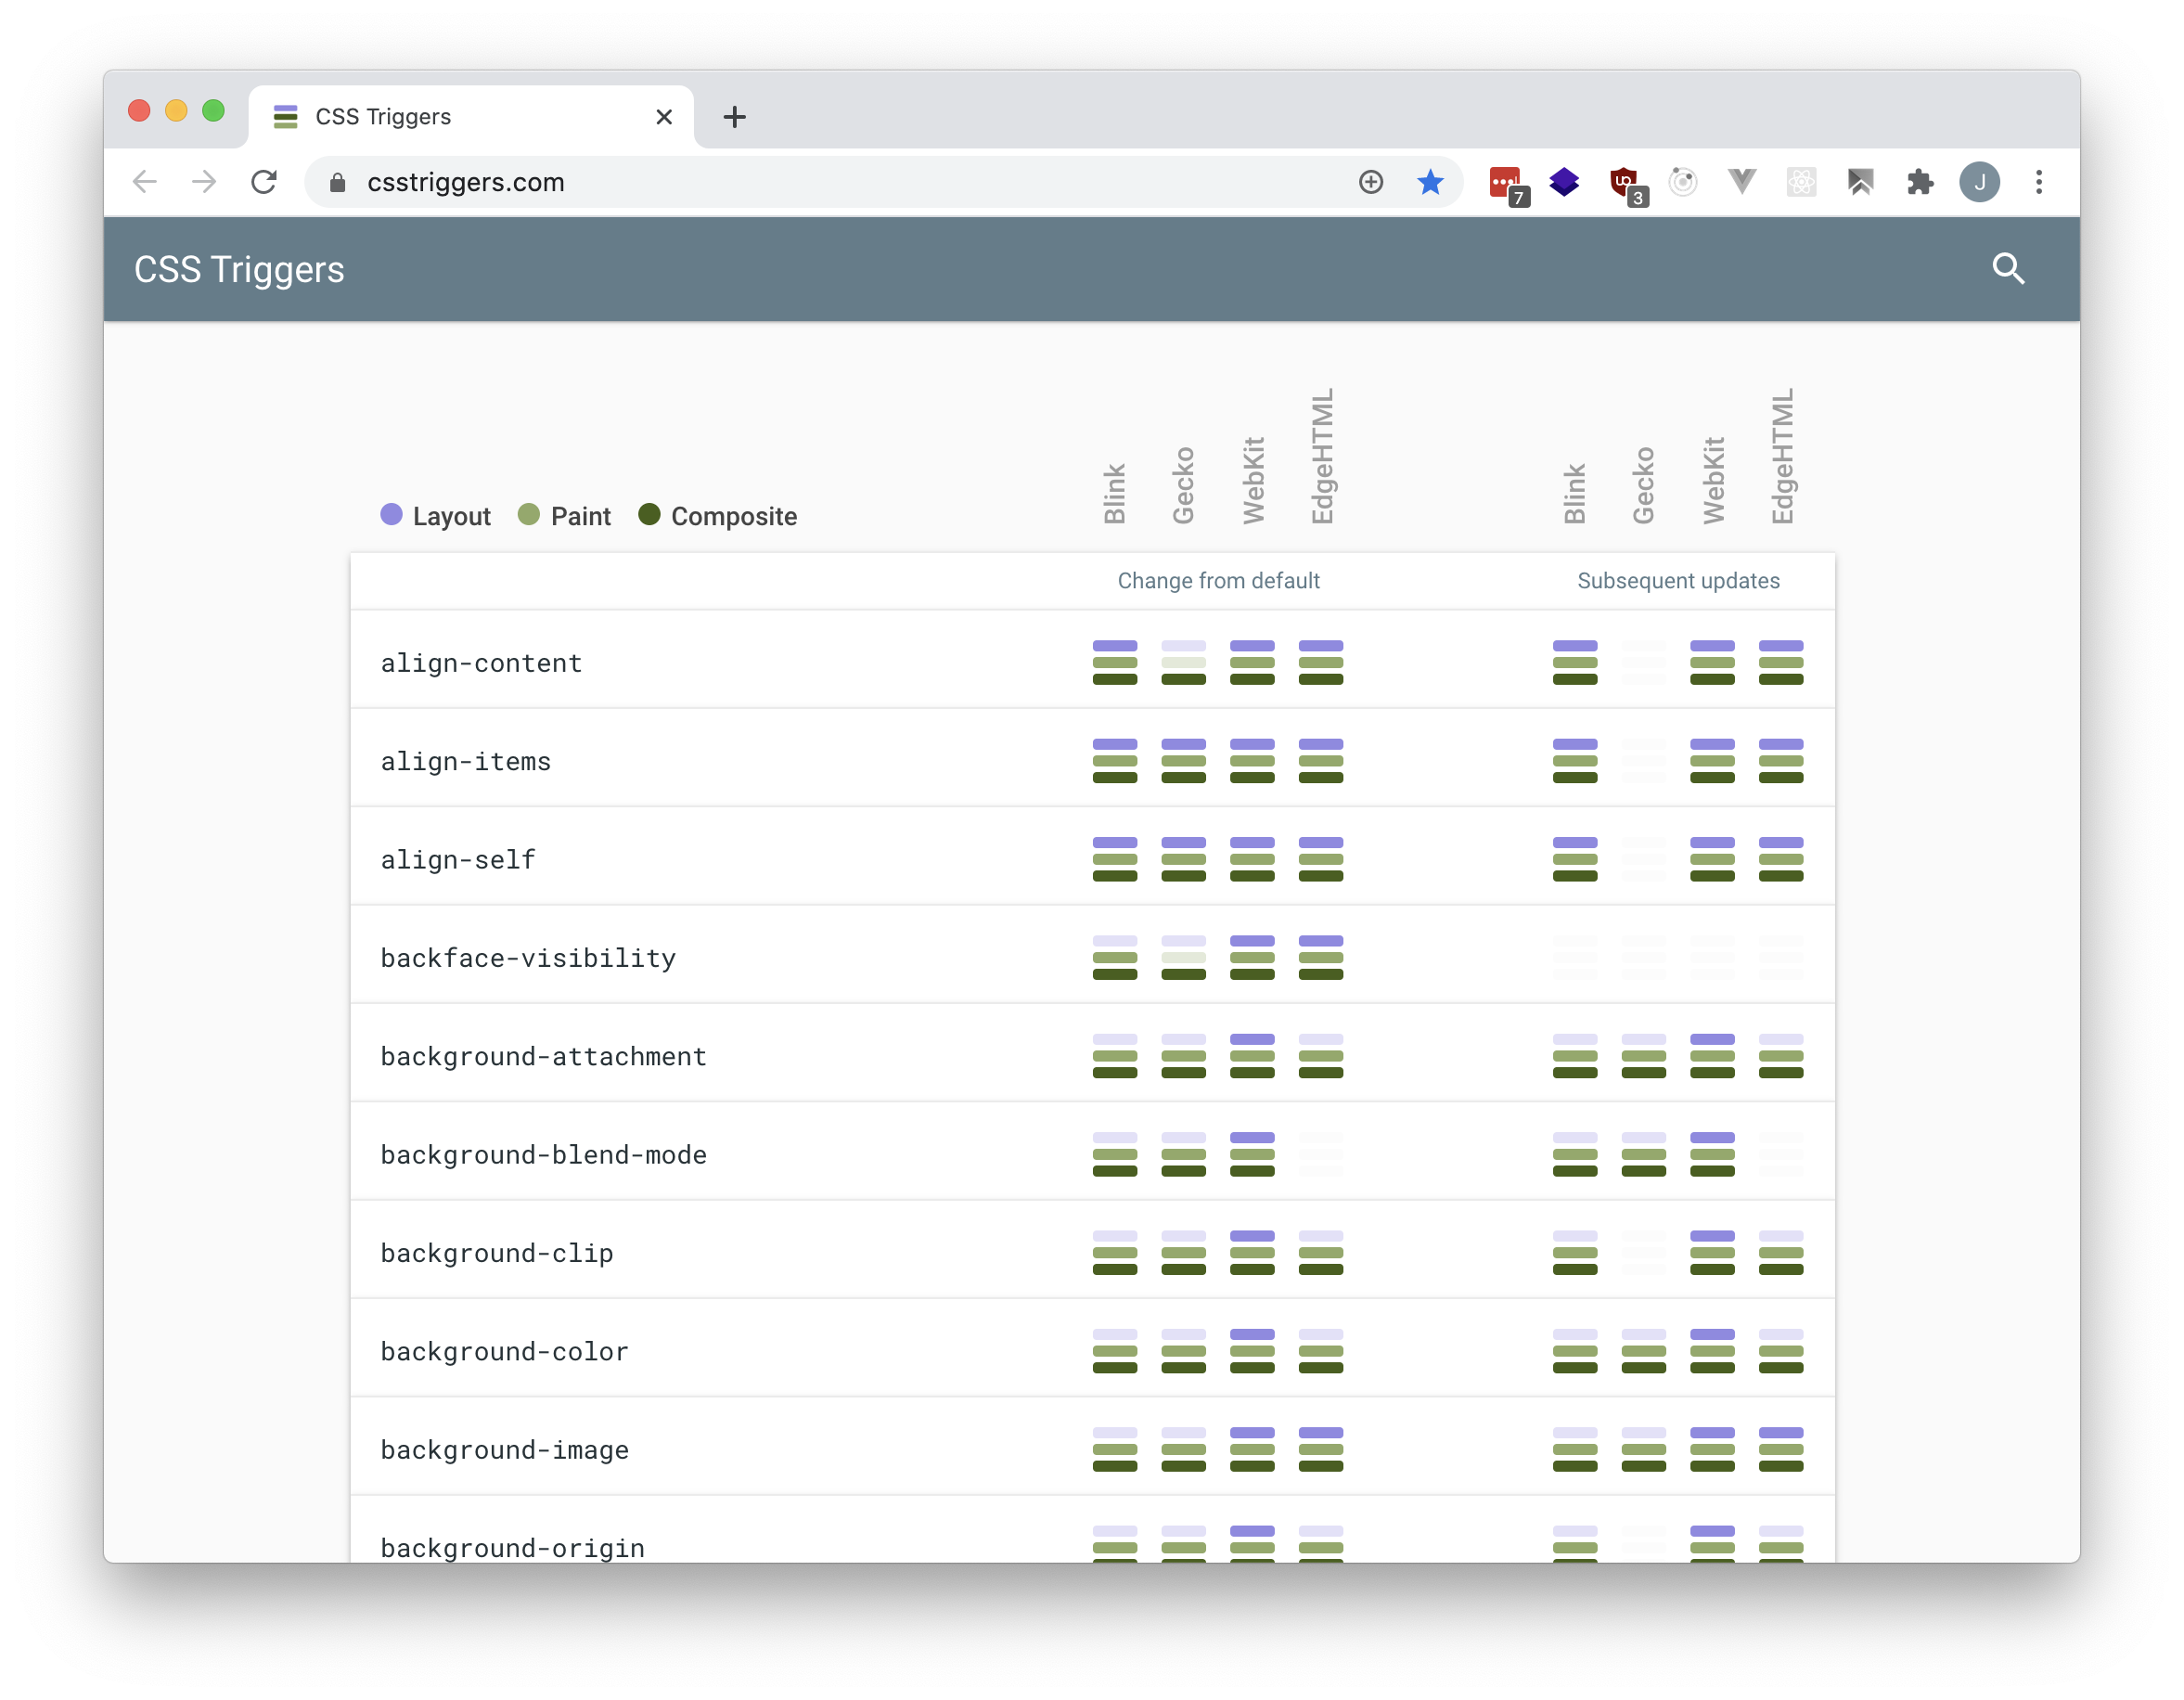 CSS Triggers
csstriggers.com
7
3
J
CSS Triggers
Layout Paint Composite
Blink Gecko WebKit EdgeHTML Blink Gecko WebKit EdgeHTML
Change from default Subsequent updates
align-content
align-items
align-self
backface-visibility
background-attachment
background-blend-mode
background-clip
background-color
background-image
background-origin